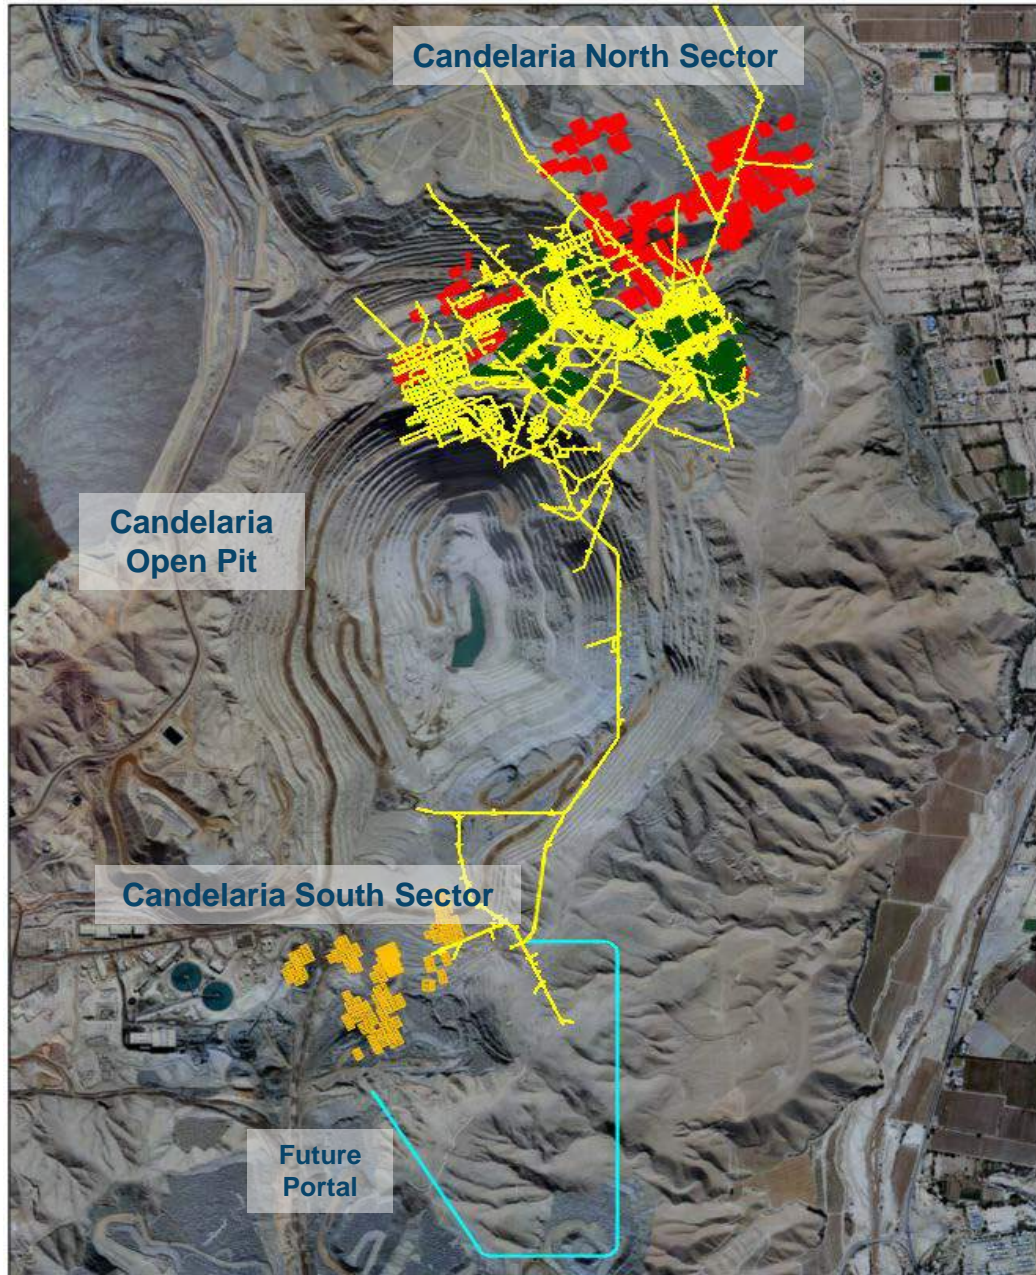 Candelaria North Sector
Candelaria
Open Pit
Candelaria South Sector
Future
Portal